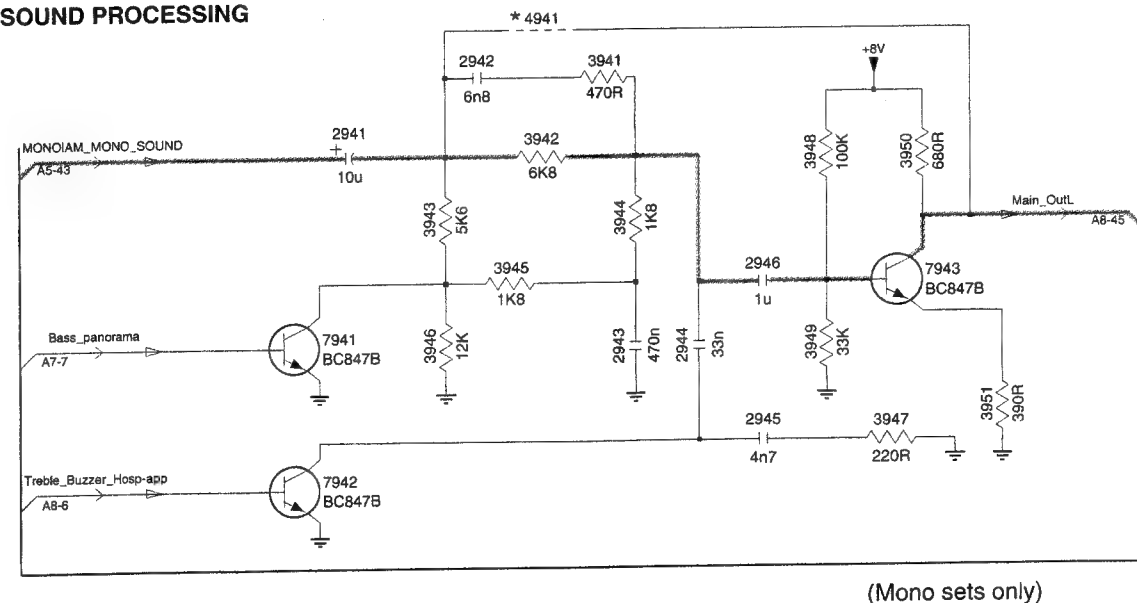 SOUND PROCESSING
* 4941
+8V
2942
6n8
3941
470R
2941
+
10u
MONOIAM_MONO_SOUND
A5-43
3942
6K8
3948
100K
3950
680R
3943
5K6
3944
1K8
Main_OutL
A8-45
3945
1K8
2946
1u
7943
BC847B
Bass_panorama
A7-7
7941
BC847B
3946
12K
2943
470n
2944
33n
3949
33K
3951
390R
2945
4n7
3947
220R
Treble_Buzzer_Hosp-app
A8-6
7942
BC847B
(Mono sets only)